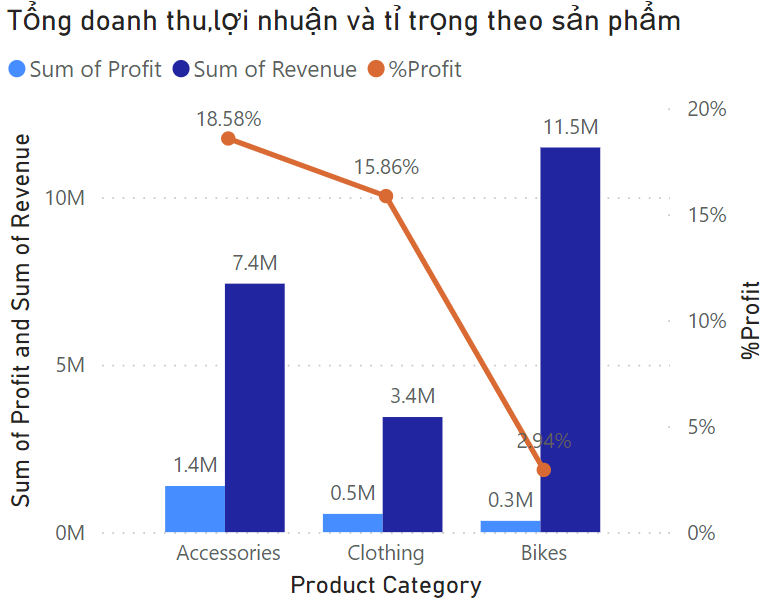 Tổng doanh thu,lợi nhuận và tỉ trọng theo sản phẩm
Sum of Profit Sum of Revenue %Profit
Sum of Profit and Sum of Revenue
10M
5M
0M
18.58%
15.86%
2.94%
1.4M
7.4M
0.5M
3.4M
0.3M
11.5M
20%
15%
10%
5%
0%
%Profit
Accessories Clothing Bikes
Product Category